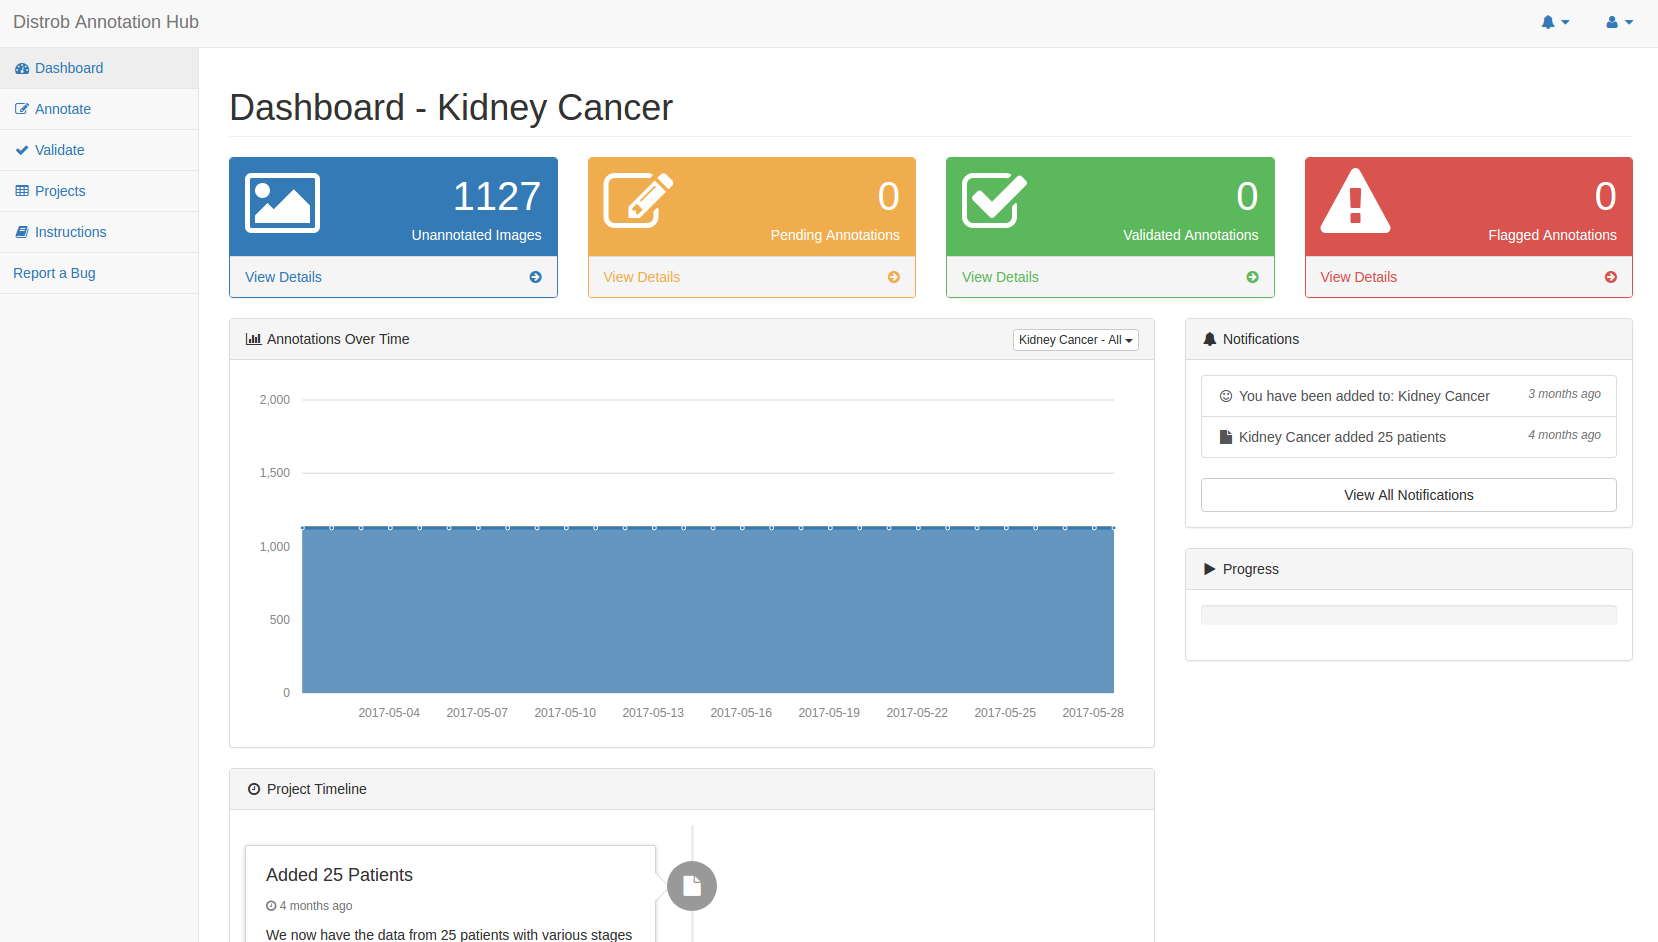 Distrob Annotation Hub
Dashboard
Annotate
Validate
Projects
Instructions
Report a Bug
Dashboard - Kidney Cancer
1127
Unannotated Images
View Details
0
Pending Annotations
View Details
0
Validated Annotations
View Details
0
Flagged Annotations
View Details
Annotations Over Time
Kidney Cancer - All
2,000
1,500
1,000
500
0
2017-05-04 2017-05-07 2017-05-10 2017-05-13 2017-05-16 2017-05-19 2017-05-22 2017-05-25 2017-05-28
Notifications
You have been added to: Kidney Cancer 3 months ago
Kidney Cancer added 25 patients 4 months ago
View All Notifications
Progress
Project Timeline
Added 25 Patients
4 months ago
We now have the data from 25 patients with various stages